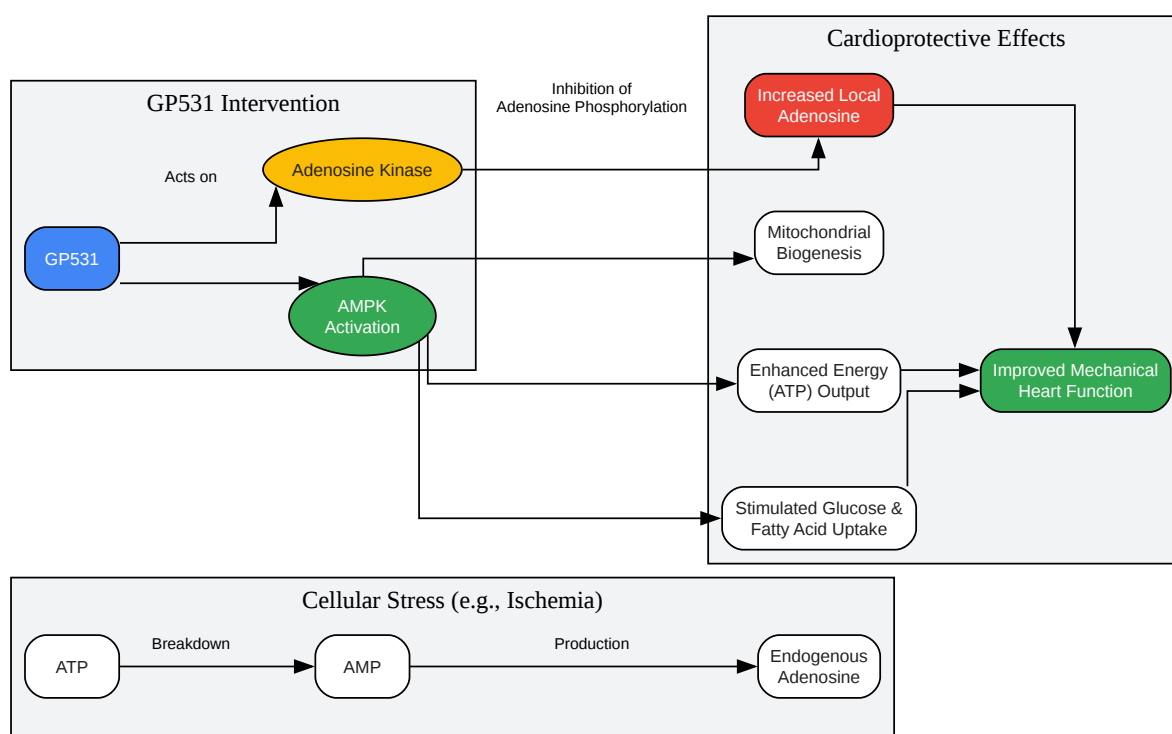 Cardioprotective Effects
GP531 Intervention
Inhibition of
Adenosine Phosphorylation
Increased Local
Adenosine
Acts on
Adenosine Kinase
GP531
Mitochondrial
Biogenesis
AMPK
Activation
Enhanced Energy
(ATP) Output
Improved Mechanical
Heart Function
Stimulated Glucose &
Fatty Acid Uptake
Cellular Stress (e.g., Ischemia)
ATP
Breakdown
AMP
Production
Endogenous
Adenosine